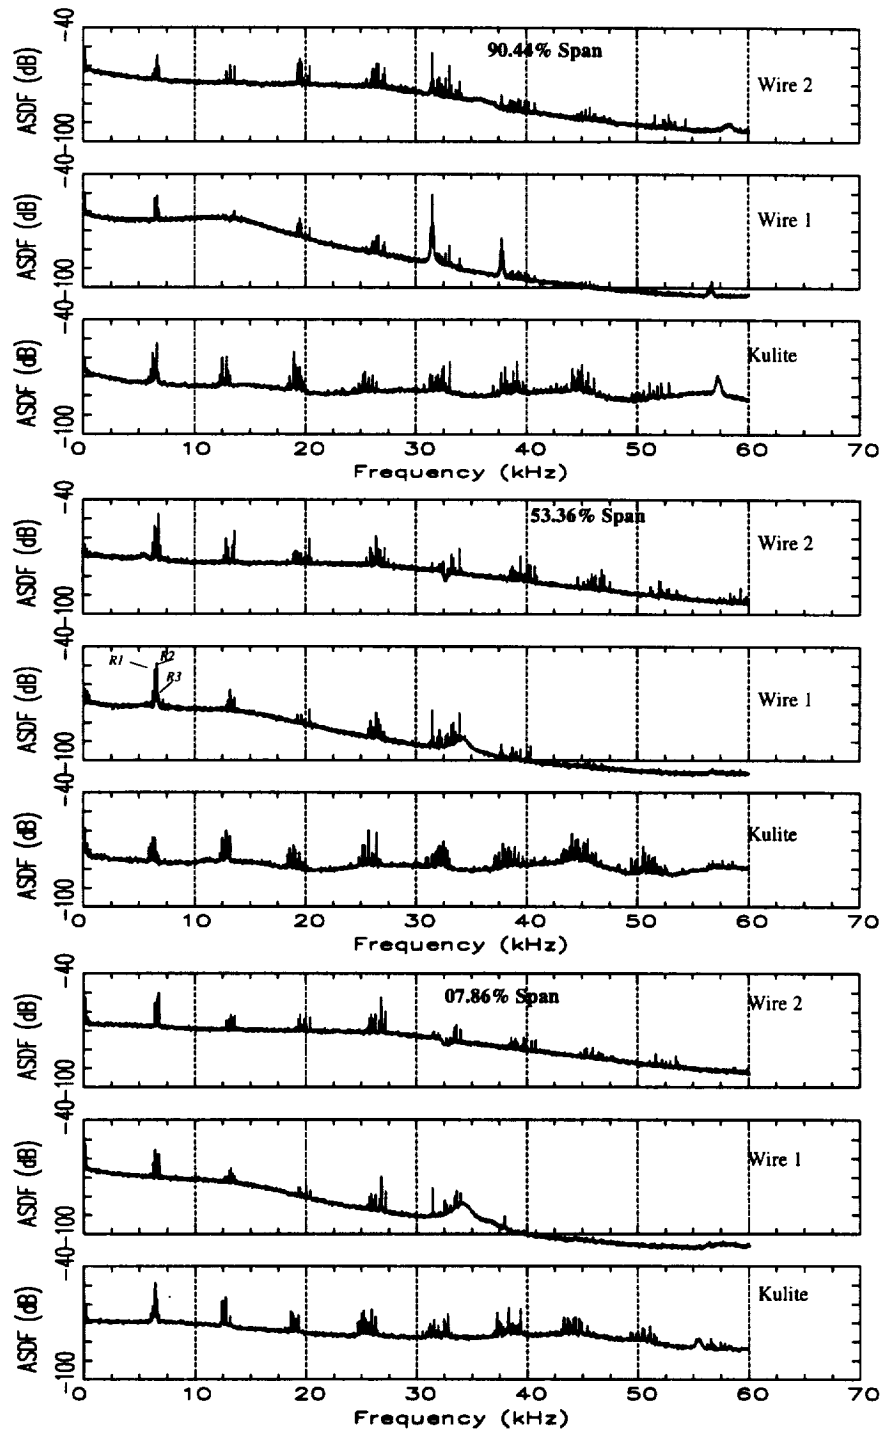 -40
ASDF (dB)
90.44% Span
Wire 2
-100
-40
ASDF (dB)
Wire 1
-100
-40
ASDF (dB)
Kulite
-100
0 10 20 30 40 50 60 70
Frequency (kHz)
-40
ASDF (dB)
53.36% Span
Wire 2
-100
-40
ASDF (dB)
R1
R2
R3
Wire 1
-100
-40
ASDF (dB)
Kulite
-100
0 10 20 30 40 50 60 70
Frequency (kHz)
-40
ASDF (dB)
07.86% Span
Wire 2
-100
-40
ASDF (dB)
Wire 1
-100
-40
ASDF (dB)
Kulite
-100
0 10 20 30 40 50 60 70
Frequency (kHz)